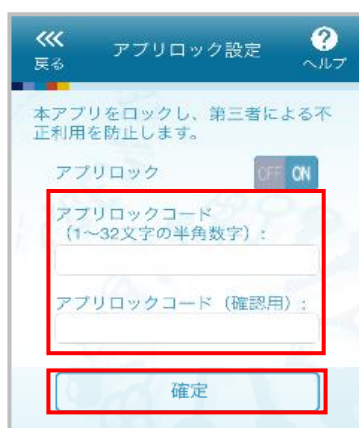 アプリロック設定
戻る
ヘルプ
本アプリをロックし、第三者による不
正利用を防止します。
アプリロック
OFF ON
アプリロックコード
（1〜32文字の半角数字）：
アプリロックコード（確認用）：
確定